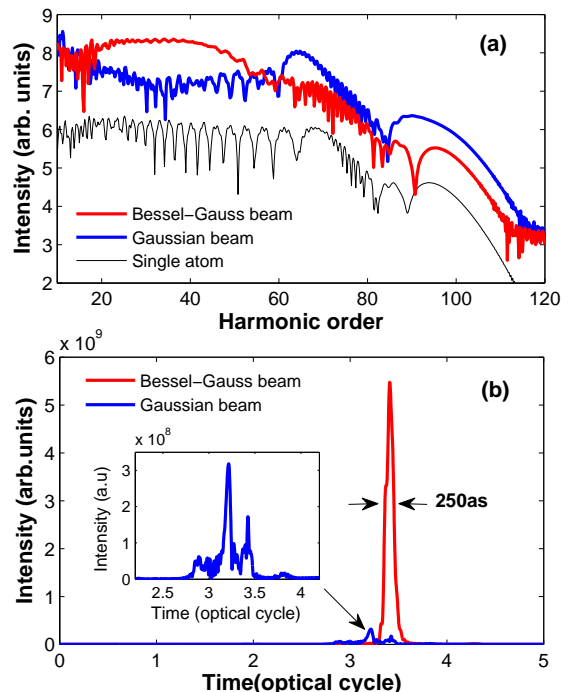 (a)
9
8
7
6
5
4
3
2
Intensity (arb. units)
Bessel−Gauss beam
Gaussian beam
Single atom
20 40 60 80 100 120
Harmonic order
x 10^9
(b)
6
5
4
3
2
1
0
Intensity (arb.units)
Bessel−Gauss beam
Gaussian beam
x 10^8
3
2
1
0
Intensity (a.u)
2.5 3 3.5 4
Time (optical cycle)
250as
0 1 2 3 4 5
Time(optical cycle)